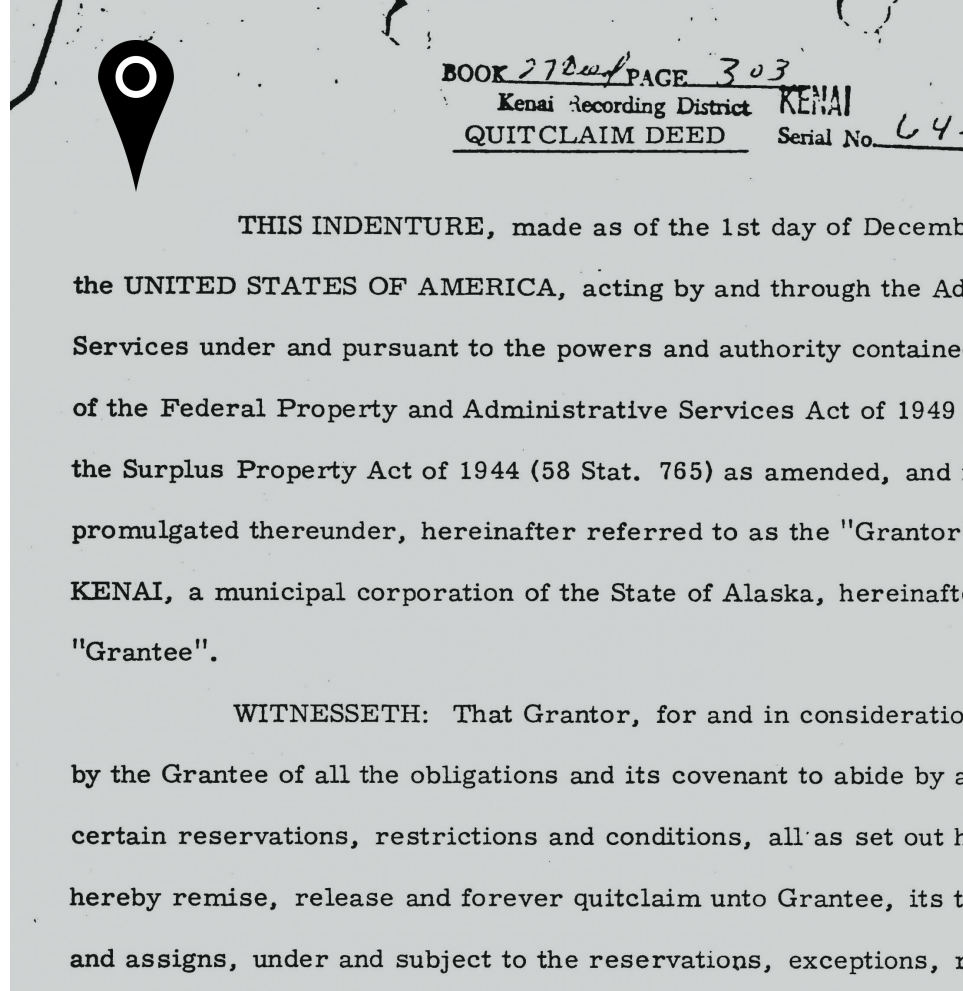 BOOK 27 Deed PAGE 303
Kenai Recording District KENAI
QUITCLAIM DEED Serial No. 64-
THIS INDENTURE, made as of the 1st day of Decemb
the UNITED STATES OF AMERICA, acting by and through the Ad
Services under and pursuant to the powers and authority containe
of the Federal Property and Administrative Services Act of 1949
the Surplus Property Act of 1944 (58 Stat. 765) as amended, and
promulgated thereunder, hereinafter referred to as the "Grantor
KENAI, a municipal corporation of the State of Alaska, hereinafte
"Grantee".
WITNESSETH: That Grantor, for and in consideratio
by the Grantee of all the obligations and its covenant to abide by a
certain reservations, restrictions and conditions, all as set out h
hereby remise, release and forever quitclaim unto Grantee, its t
and assigns, under and subject to the reservations, exceptions, r